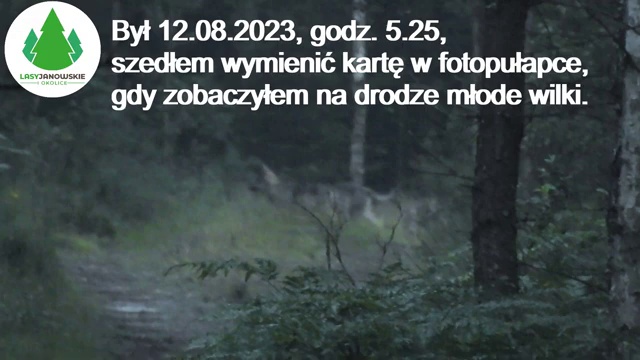 Był 12.08.2023, godz. 5.25,
szedłem wymienić kartę w fotopułapce,
gdy zobaczyłem na drodze młode wilki.
LASYJANOWSKIE
I OKOLICE